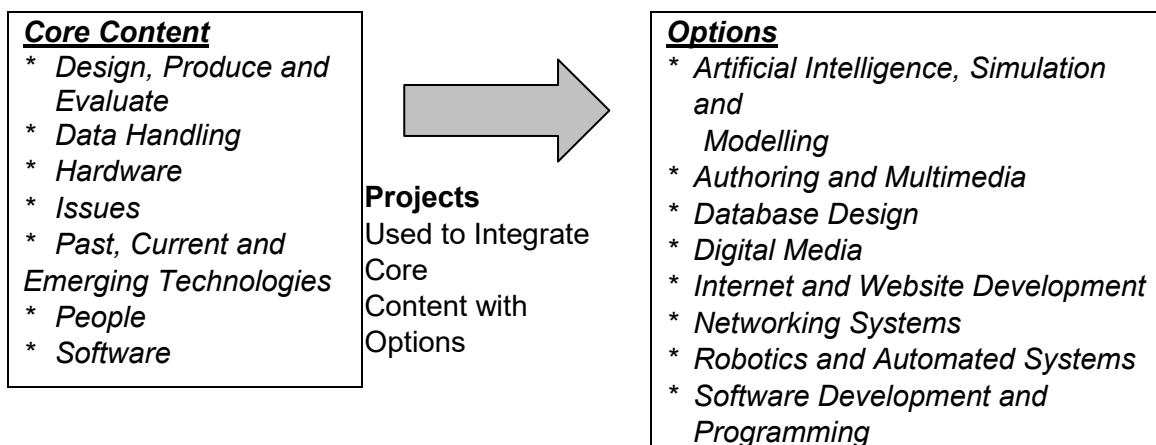 Core Content
* Design, Produce and
Evaluate
* Data Handling
* Hardware
* Issues
* Past, Current and
Emerging Technologies
* People
* Software
Projects
Used to Integrate
Core
Content with
Options
Options
* Artificial Intelligence, Simulation
and
Modelling
* Authoring and Multimedia
* Database Design
* Digital Media
* Internet and Website Development
* Networking Systems
* Robotics and Automated Systems
* Software Development and
Programming